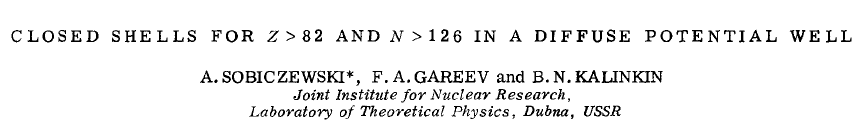 CLOSED SHELLS FOR Z > 82 AND N > 126 IN A DIFFUSE POTENTIAL WELL
A. SOBICZEWSKI*, F. A. GAREEV and B. N. KALINKIN
Joint Institute for Nuclear Research,
Laboratory of Theoretical Physics, Dubna, USSR